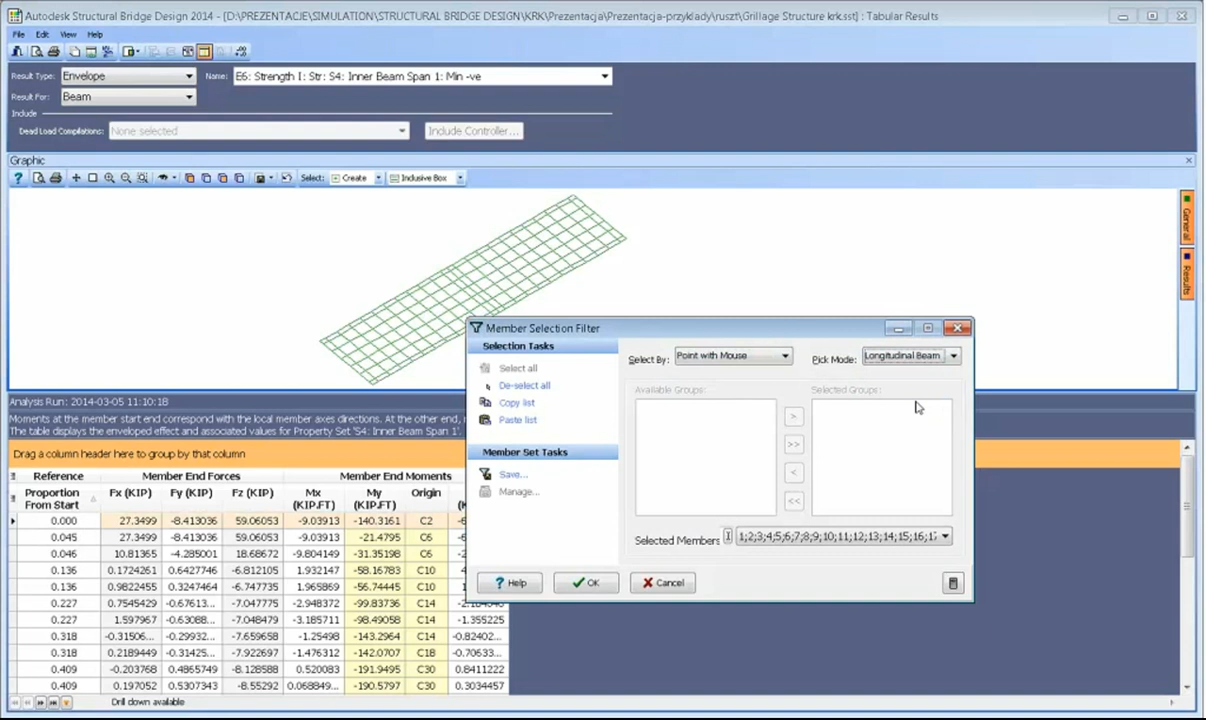 Autodesk Structural Bridge Design 2014 - [D:\PREZENTACJE\SIMULATION\STRUCTURAL BRIDGE DESIGN\KRK\Prezentacja\Prezentacja-przyklady\ruszt\Grillage Structure krk.sst] : Tabular Results
File Edit View Help
Result Type: Envelope Name: E6: Strength I: Str: S4: Inner Beam Span 1: Min -ve
Result For: Beam
Include
Dead Load Compilations: None selected Include Controller...
Graphic
Select: Create Inclusive Box
General
Results
Member Selection Filter
Selection Tasks
Select all
De-select all
Copy list
Paste list
Member Set Tasks
Save...
Manage...
Select By: Point with Mouse Pick Mode: Longitudinal Beam
Available Groups: Selected Groups:
>
>>
<
<<
Selected Members 1;2;3;4;5;6;7;8;9;10;11;12;13;14;15;16;1
Help OK Cancel
Analysis Run: 2014-03-05 11:10:18
Moments at the member start end correspond with the local member axes directions. At the other end,
The table displays the enveloped effect and associated values for Property Set 'S4: Inner Beam Span 1'.
Drag a column header here to group by that column
Reference Member End Forces Member End Moments
Proportion From Start Fx (KIP) Fy (KIP) Fz (KIP) Mx (KIP.FT) My (KIP.FT) Origin
0.000 27.3499 -8.413036 59.06053 -9.03913 -140.3161 C2
0.045 27.3499 -8.413036 59.06053 -9.03913 -21.4795 C6
0.046 10.81365 -4.285001 18.68672 -9.804149 -31.35198 C6
0.136 0.1724261 0.6427746 -6.812105 1.932147 -58.16783 C10
0.136 0.9822455 0.3247464 -6.747735 1.965869 -56.74445 C10
0.227 0.7545429 -0.67613... -7.047775 -2.948372 -99.83736 C14
0.227 1.597967 -0.63088... -7.048479 -3.185711 -98.49058 C14 -1.355225
0.318 -0.31506... -0.29932... -7.659658 -1.25498 -143.2964 C14 -0.82402...
0.318 0.2189449 -0.31425... -7.922697 -1.476312 -142.0707 C18 -0.70633...
0.409 -0.203768 0.4865749 -8.128588 0.520083 -191.9495 C30 0.8411222
0.409 0.197052 0.5307343 -8.55292 0.068849... -190.5797 C30 0.3034457
Drill down available